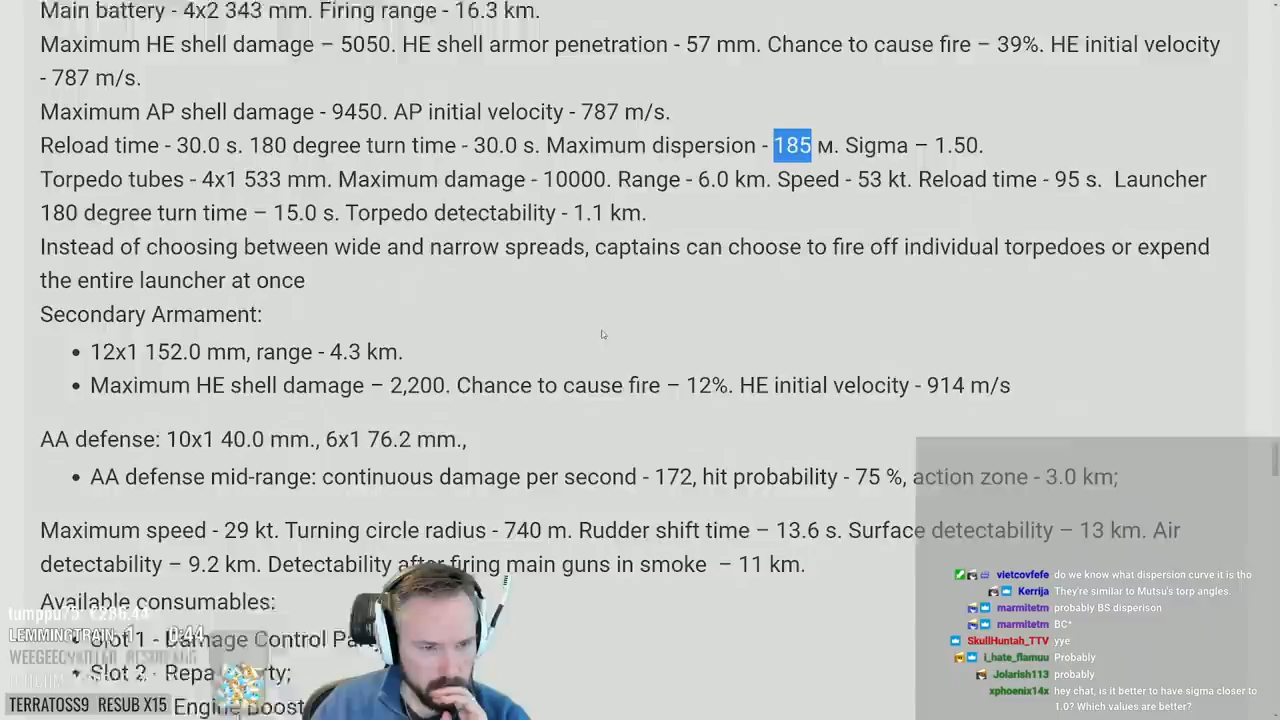 Main battery - 4x2 343 mm. Firing range - 16.3 km.
Maximum HE shell damage – 5050. HE shell armor penetration - 57 mm. Chance to cause fire – 39%. HE initial velocity
- 787 m/s.
Maximum AP shell damage - 9450. AP initial velocity - 787 m/s.
Reload time - 30.0 s. 180 degree turn time - 30.0 s. Maximum dispersion - 185 м. Sigma – 1.50.
Torpedo tubes - 4x1 533 mm. Maximum damage - 10000. Range - 6.0 km. Speed - 53 kt. Reload time - 95 s. Launcher
180 degree turn time – 15.0 s. Torpedo detectability - 1.1 km.
Instead of choosing between wide and narrow spreads, captains can choose to fire off individual torpedoes or expend
the entire launcher at once
Secondary Armament:
• 12x1 152.0 mm, range - 4.3 km.
• Maximum HE shell damage – 2,200. Chance to cause fire – 12%. HE initial velocity - 914 m/s
AA defense: 10x1 40.0 mm., 6x1 76.2 mm.,
• AA defense mid-range: continuous damage per second - 172, hit probability - 75 %, action zone - 3.0 km;
Maximum speed - 29 kt. Turning circle radius - 740 m. Rudder shift time – 13.6 s. Surface detectability – 13 km. Air
detectability – 9.2 km. Detectability after firing main guns in smoke – 11 km.
Available consumables:
Slot 1 - Damage Control
Slot 2 -
Engine Boost
LEMMINGTRAIN
TERRATOSS9 RESUB X15
vietcovfefe do we know what dispersion curve it is tho
Kerrija They're similar to Mutsu's torp angles.
marmitetm probably BS disperison
marmitetm BC*
SkullHuntah_TTV yye
i_hate_flamuu Probably
Jolarish113 probably
xphoenix14x hey chat, is it better to have sigma closer to
1.0? Which values are better?